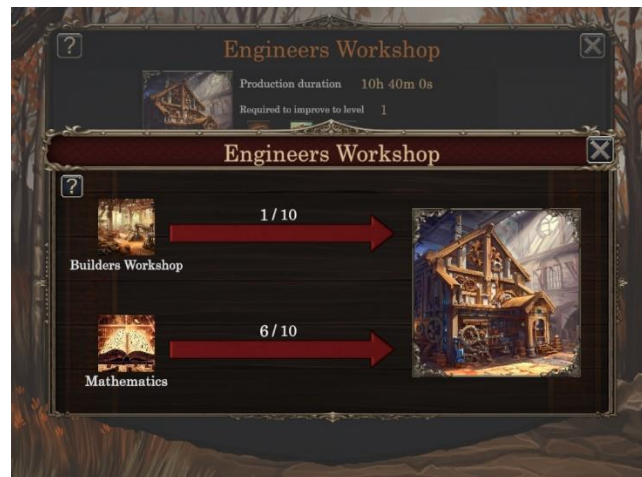 ?
Engineers Workshop
X
Production duration 10h 40m 0s
Required to improve to level 1
Engineers Workshop
X
?
1 / 10
Builders Workshop
6 / 10
Mathematics